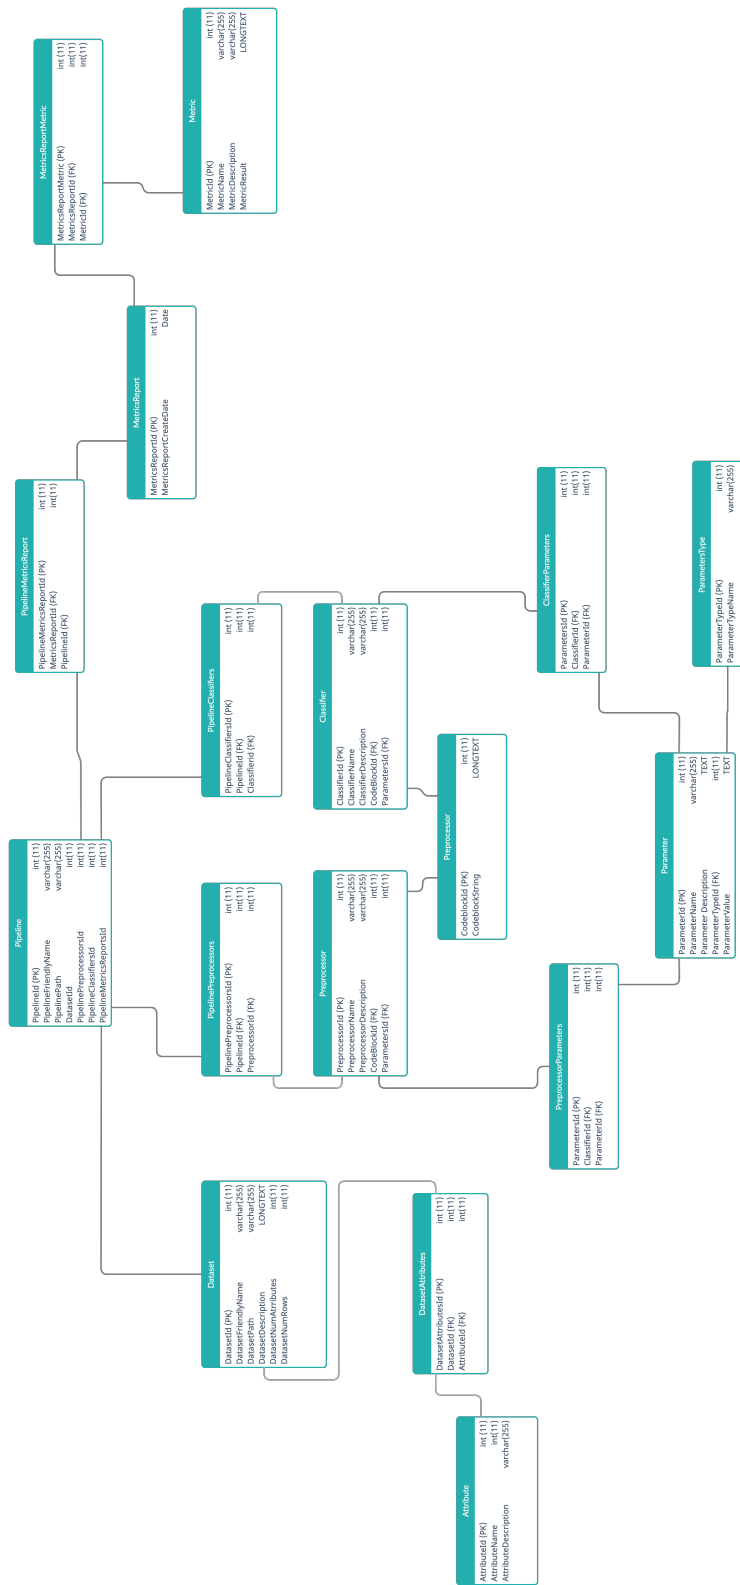 Pipeline
PipelineId (PK) int (11)
PipelineFriendlyName varchar(255)
PipelinePath varchar(255)
DatasetId int(11)
PipelinePreprocessorsId int(11)
PipelineClassifiersId int(11)
PipelineMetricsReportsId int(11)
PipelineMetricsReport
PipelineMetricsReportId (PK) int (11)
MetricsReportId (FK) int(11)
PipelineId (FK)
MetricsReportMetric
MetricsReportMetric (PK) int (11)
MetricsReportId (FK) int(11)
MetricId (FK) int(11)
MetricsReport
MetricsReportId (PK) int (11)
MetricsReportCreateDate Date
Metric
MetricId (PK) int (11)
MetricName varchar(255)
MetricDescription varchar(255)
MetricResult LONGTEXT
Dataset
DatasetId (PK) int (11)
DatasetFriendlyName varchar(255)
DatasetPath varchar(255)
DatasetDescription LONGTEXT
DatasetNumAtrributes int(11)
DatasetNumRows int(11)
PipelinePreprocessors
PipelinePreprocessorsId (PK) int (11)
PipelineId (FK) int(11)
PreprocessorId (FK) int(11)
PipelineClassifiers
PipelineClassifiersId (PK) int (11)
PipelineId (FK) int(11)
Classifierid (FK) int(11)
Preprocessor
PreprocessorId (PK) int (11)
PreprocessorName varchar(255)
PreprocessorDescription varchar(255)
CodeBlockId (FK) int(11)
ParametersId (FK) int(11)
Classifier
ClassifierId (PK) int (11)
ClassifierName varchar(255)
ClassifierDescription varchar(255)
CodeBlockId (FK) int(11)
ParametersId (FK) int(11)
DatasetAttributes
DatasetAttributesId (PK) int (11)
DatasetId (FK) int(11)
AttributeId (FK) int(11)
Preprocessor
CodeblockId (PK) int (11)
CodeblockString LONGTEXT
Attribute
AttributeId (PK) int (11)
AttributeName int(11)
AttributeDescription varchar(255)
ClassifierParameters
ParametersId (PK) int (11)
ClassifierId (FK) int(11)
ParameterId (FK) int(11)
PreprocessorParameters
ParametersId (PK) int (11)
ClassifierId (FK) int(11)
ParameterId (FK) int(11)
Parameter
ParameterId (PK) int (11)
ParameterName varchar(255)
Parameter Description TEXT
ParameterTypeId (FK) int(11)
ParameterValue TEXT
ParametersType
ParameterTypeId (PK) int (11)
ParameterTypeName varchar(255)